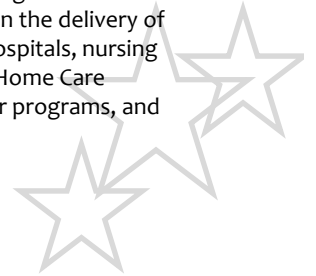 n the delivery of
ospitals, nursing
Home Care
r programs, and